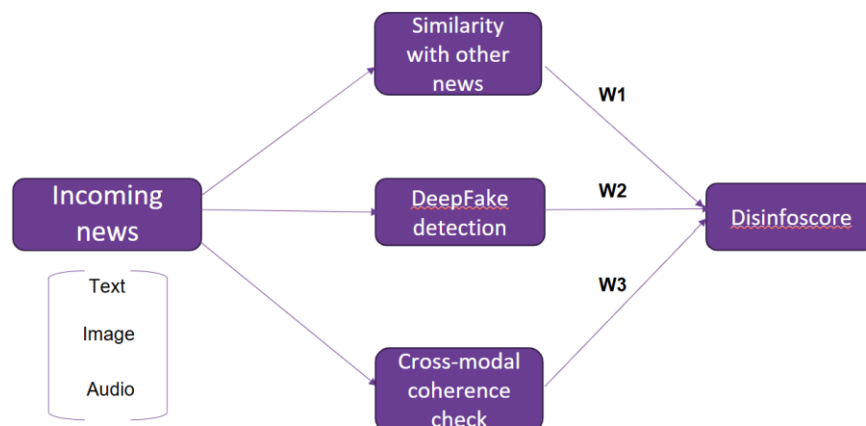 Similarity
with other
news
W1
Incoming
news
DeepFake
detection
W2
Disinfoscore
Text
Image
Audio
W3
Cross-modal
coherence
check